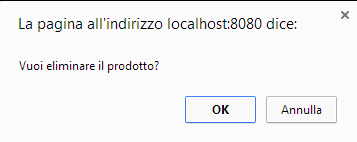 La pagina all'indirizzo localhost:8080 dice:
Vuoi eliminare il prodotto?
OK
Annulla